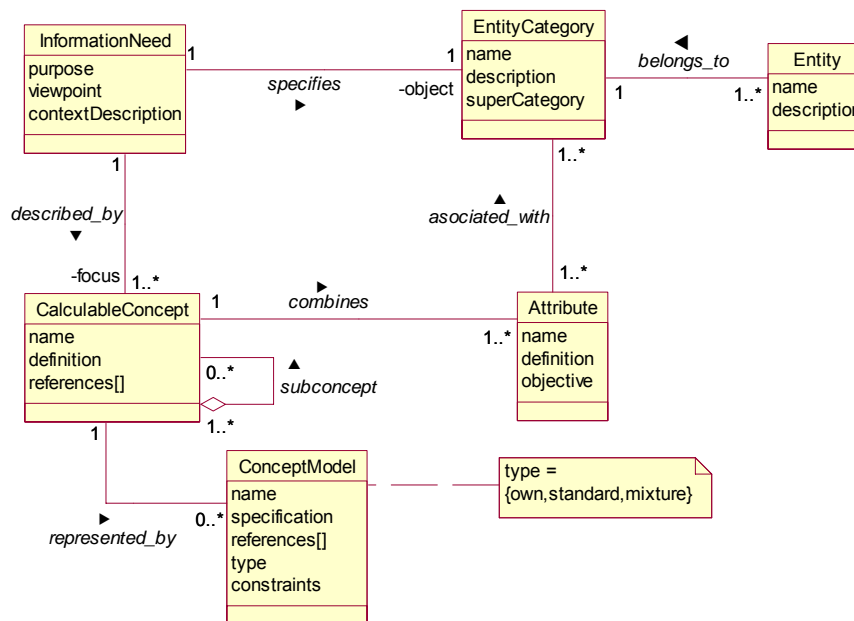 InformationNeed
purpose
viewpoint
contextDescription
1
specifies
1
-object
EntityCategory
name
description
superCategory
1
belongs_to
1..*
Entity
name
description
1
described_by
-focus
1..*
1..*
asociated_with
1..*
CalculableConcept
name
definition
references[]
1
combines
1..*
Attribute
name
definition
objective
0..*
subconcept
1..*
1
represented_by
0..*
ConceptModel
name
specification
references[]
type
constraints
type =
{own,standard,mixture}